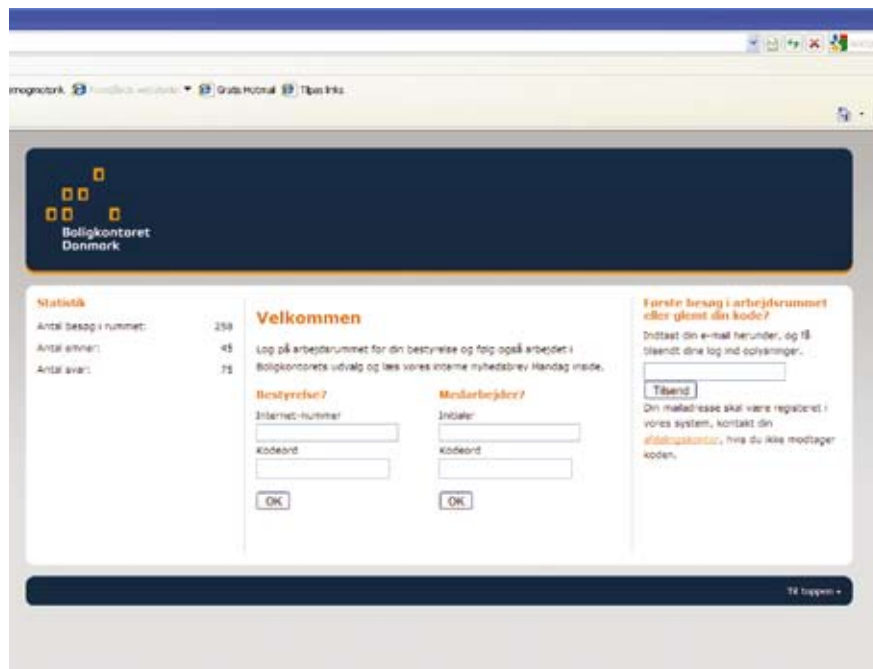 Gratis Hotmail
Tilpas links
Boligkontoret
Danmark
Statistik
Antal besøg i rummet: 258
Antal emner: 45
Antal svar: 75
Velkommen
Log på arbejdsrummet for din bestyrelse og følg også arbejdet i
Boligkontorets udvalg og læs vores interne nyhedsbrev Mandag inside.
Bestyrelse?
Internet-nummer
Kodeord
OK
Medarbejder?
Initialer
Kodeord
OK
Første besøg i arbejdsrummet
eller glemt din kode?
Indtast din e-mail herunder, og få
tilsendt dine log ind oplysninger.
Tilsend
Din mailadresse skal være registeret i
vores system, kontakt din
afdelingskontor, hvis du ikke modtager
koden.
Til toppen